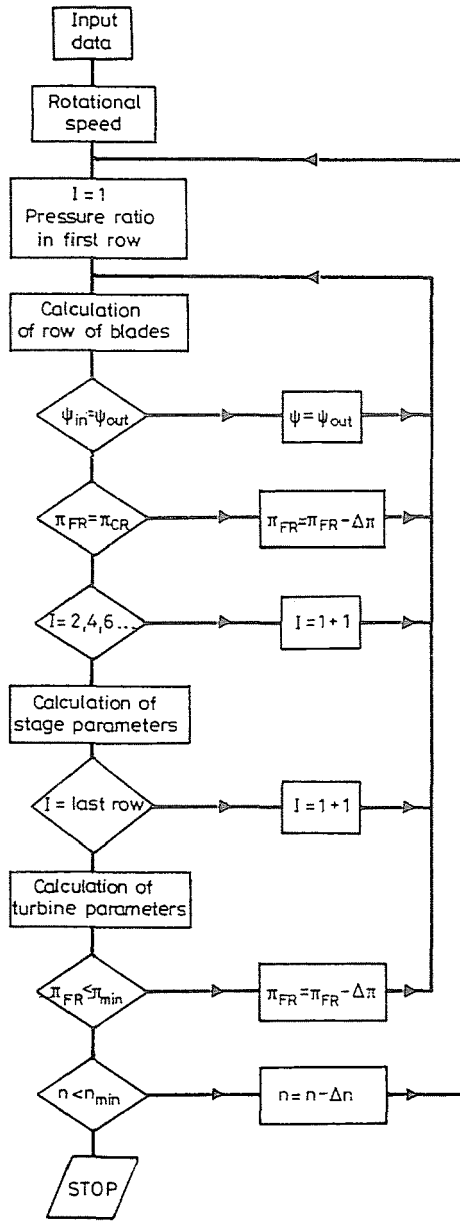 Input
data
Rotational
speed
I = 1
Pressure ratio
in first row
Calculation
of row of blades
ψin=ψout
ψ=ψout
πFR=πCR
πFR=πFR-Δπ
I= 2,4,6...
I=1+1
Calculation of
stage parameters
I = last row
I=1+1
Calculation of
turbine parameters
πFR≤πmin
πFR=πFR-Δπ
n<nmin
n=n-Δn
STOP